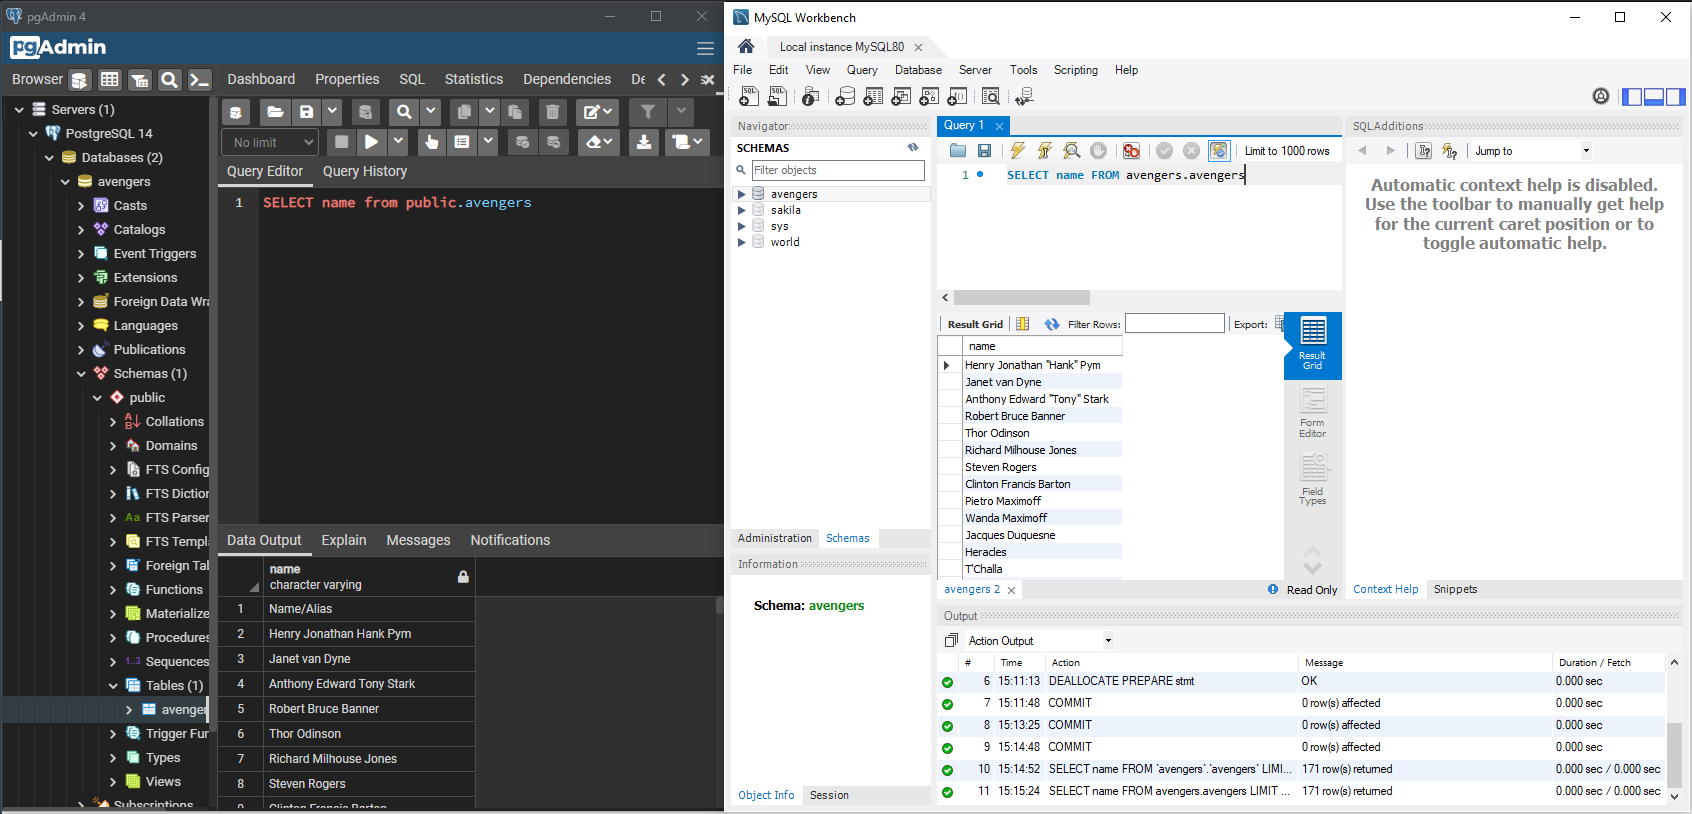 pgAdmin 4
pgAdmin
Browser
Dashboard
Properties
SQL
Statistics
Dependencies
De
Servers (1)
PostgreSQL 14
Databases (2)
avengers
Casts
Catalogs
Event Triggers
Extensions
Foreign Data Wra
Languages
Publications
Schemas (1)
public
Collations
Domains
FTS Config
FTS Diction
FTS Parser
FTS Templ
Foreign Tal
Functions
Materialize
Procedures
Sequences
Tables (1)
avenger
Trigger Fur
Types
Views
Subscriptions
No limit
Query Editor
Query History
1 SELECT name from public.avengers
Data Output
Explain
Messages
Notifications
name
character varying
1 Name/Alias
2 Henry Jonathan Hank Pym
3 Janet van Dyne
4 Anthony Edward Tony Stark
5 Robert Bruce Banner
6 Thor Odinson
7 Richard Milhouse Jones
8 Steven Rogers
9 Clinton Francis Barton
MySQL Workbench
Local instance MySQL80
File Edit View Query Database Server Tools Scripting Help
Navigator
SCHEMAS
Filter objects
avengers
sakila
sys
world
Administration Schemas
Information
Schema: avengers
Object Info Session
Query 1
Limit to 1000 rows
1 SELECT name FROM avengers.avengers
Result Grid
Filter Rows:
Export:
name
Henry Jonathan "Hank" Pym
Janet van Dyne
Anthony Edward "Tony" Stark
Robert Bruce Banner
Thor Odinson
Richard Milhouse Jones
Steven Rogers
Clinton Francis Barton
Pietro Maximoff
Wanda Maximoff
Jacques Duquesne
Heracles
T'Challa
Result
Grid
Form
Editor
Field
Types
avengers 2
Read Only
SQLAdditions
Jump to
Automatic context help is disabled.
Use the toolbar to manually get help
for the current caret position or to
toggle automatic help.
Context Help Snippets
Output
Action Output
# Time Action Message Duration / Fetch
6 15:11:13 DEALLOCATE PREPARE stmt OK 0.000 sec
7 15:11:48 COMMIT 0 row(s) affected 0.000 sec
8 15:13:25 COMMIT 0 row(s) affected 0.000 sec
9 15:14:48 COMMIT 0 row(s) affected 0.000 sec
10 15:14:52 SELECT name FROM `avengers`.`avengers` LIMI... 171 row(s) returned 0.000 sec / 0.000 sec
11 15:15:24 SELECT name FROM avengers.avengers LIMIT ... 171 row(s) returned 0.000 sec / 0.000 sec